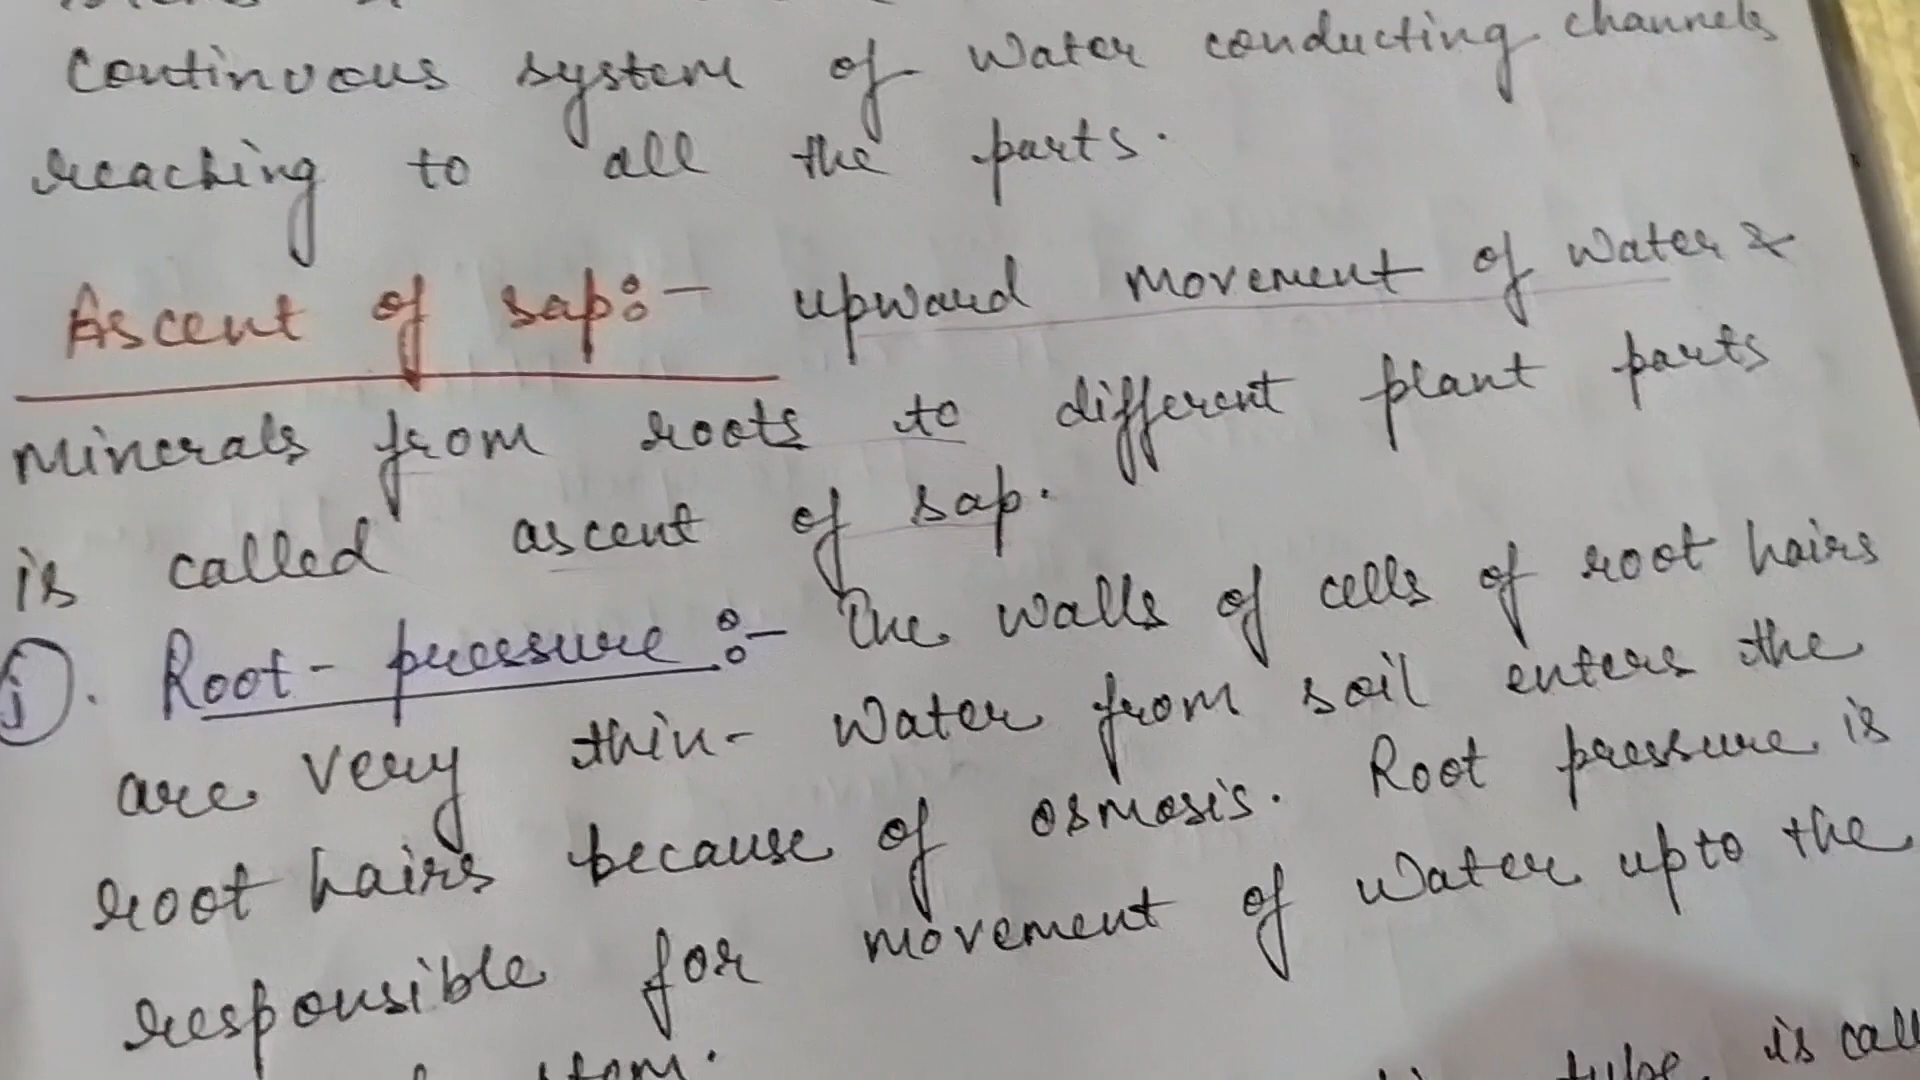 Continuous system of water conducting channels
reaching to all the parts.
Ascent of sap:- upward movement of water &
minerals from roots to different plant parts
is called ascent of sap.
(i). Root-pressure :- The walls of cells of root hairs
are very thin- water from soil enters the
root hairs because of osmosis. Root pressure is
responsible for movement of water upto the
tube is call